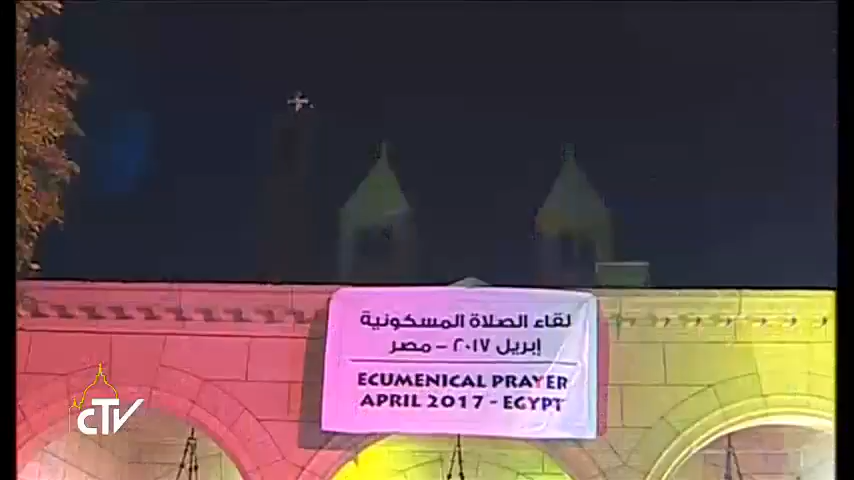 لقاء الصلاة المسكونية
إبريل ٢٠١٧ - مصر
ECUMENICAL PRAYER
APRIL 2017 - EGYPT
CTV